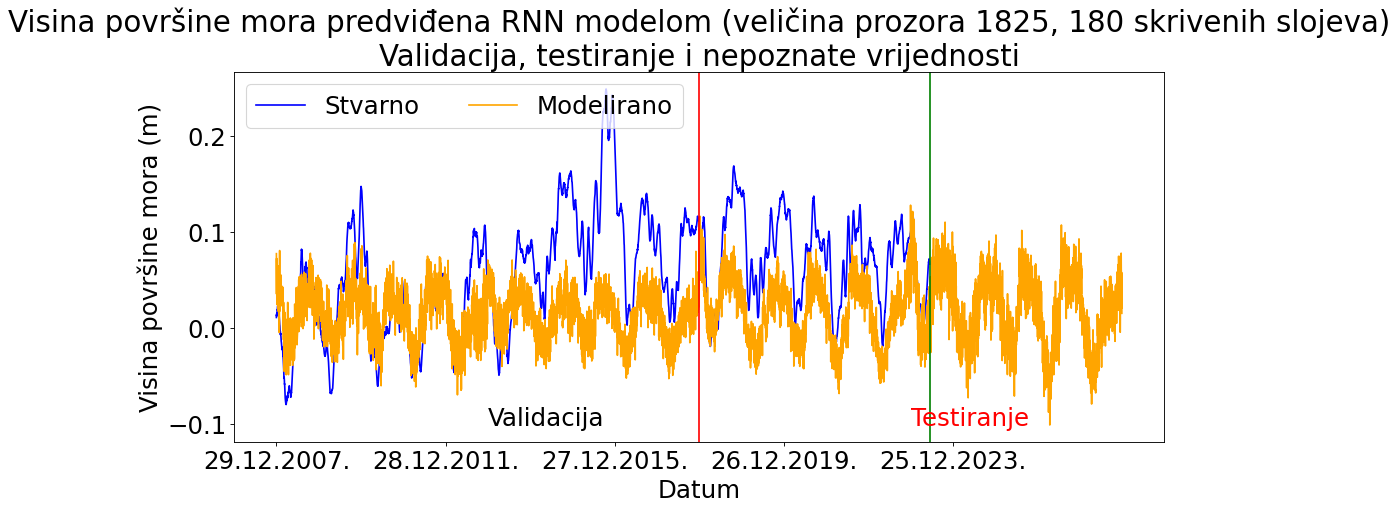 Visina površine mora predviđena RNN modelom (veličina prozora 1825, 180 skrivenih slojeva)
Validacija, testiranje i nepoznate vrijednosti
Stvarno
Modelirano
Visina površine mora (m)
0.2
0.1
0.0
−0.1
Validacija
Testiranje
29.12.2007.
28.12.2011.
27.12.2015.
26.12.2019.
25.12.2023.
Datum